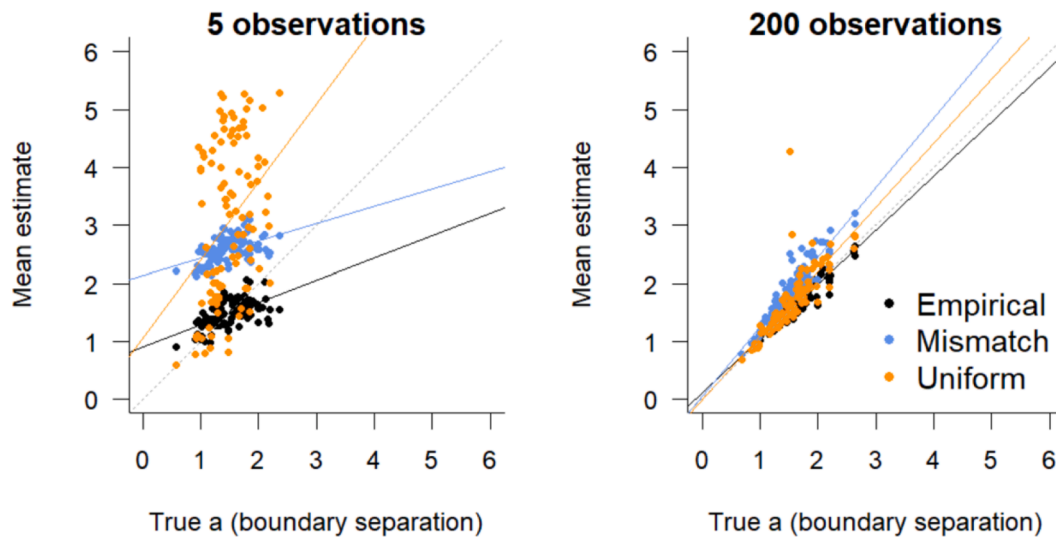 5 observations
6
5
4
3
2
1
0
Mean estimate
0 1 2 3 4 5 6
True a (boundary separation)
200 observations
6
5
4
3
2
1
0
Mean estimate
Empirical
Mismatch
Uniform
0 1 2 3 4 5 6
True a (boundary separation)